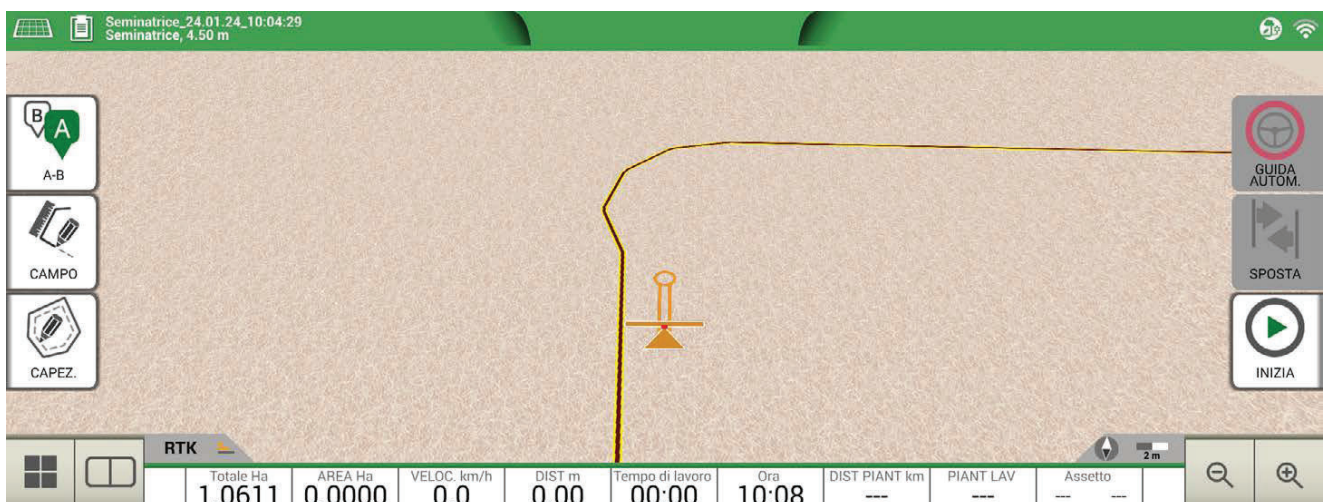 Seminatrice_24.01.24_10:04:29
Seminatrice, 4.50 m
B
A
A-B
CAMPO
CAPEZ.
GUIDA
AUTOM.
SPOSTA
INIZIA
RTK
2 m
Totale Ha
1.0611
AREA Ha
0.0000
VELOC. km/h
0.0
DIST m
0.00
Tempo di lavoro
00:00
Ora
10:08
DIST PIANT km
---
PIANT LAV
---
Assetto
--- ---